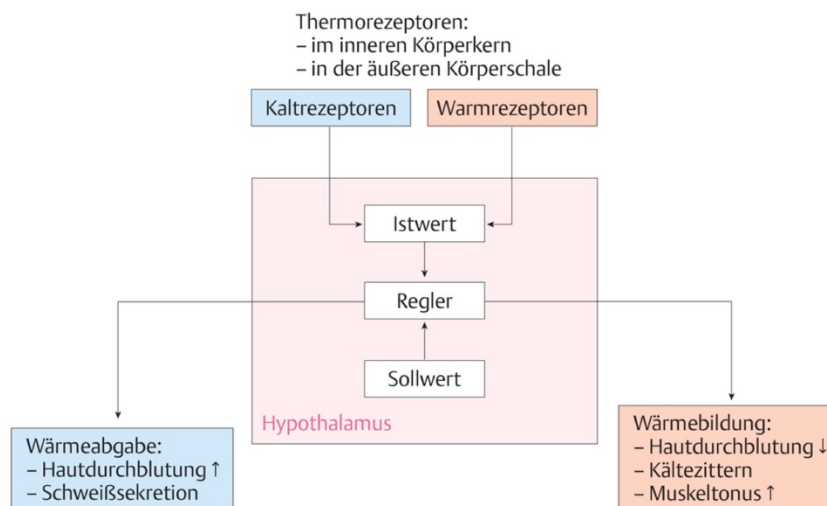 Thermorezeptoren:
– im inneren Körperkern
– in der äußeren Körperschale
Kaltrezeptoren
Warmrezeptoren
Istwert
Regler
Sollwert
Hypothalamus
Wärmeabgabe:
– Hautdurchblutung ↑
– Schweißsekretion
Wärmebildung:
– Hautdurchblutung ↓
– Kältezittern
– Muskeltonus ↑